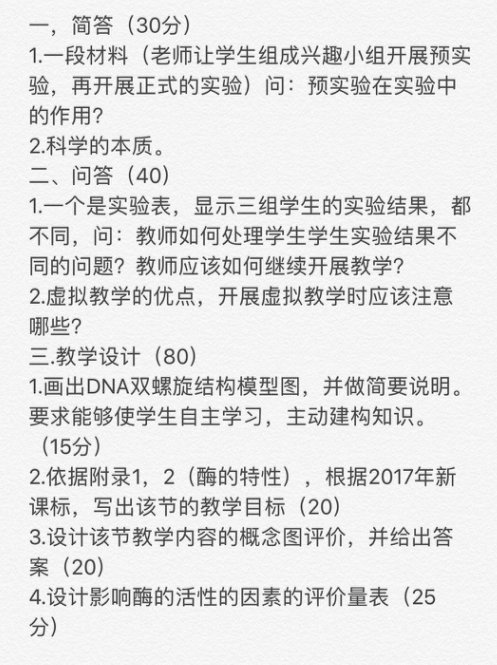 一，简答（30分）
1.一段材料（老师让学生组成兴趣小组开展预实
验，再开展正式的实验）问：预实验在实验中
的作用？
2.科学的本质。
二、问答（40）
1.一个是实验表，显示三组学生的实验结果，都
不同，问：教师如何处理学生学生实验结果不
同的问题？教师应该如何继续开展教学？
2.虚拟教学的优点，开展虚拟教学时应该注意
哪些？
三.教学设计（80）
1.画出DNA双螺旋结构模型图，并做简要说明。
要求能够使学生自主学习，主动建构知识。
（15分）
2.依据附录1，2（酶的特性），根据2017年新
课标，写出该节的教学目标（20）
3.设计该节教学内容的概念图评价，并给出答
案（20）
4.设计影响酶的活性的因素的评价量表（25
分）